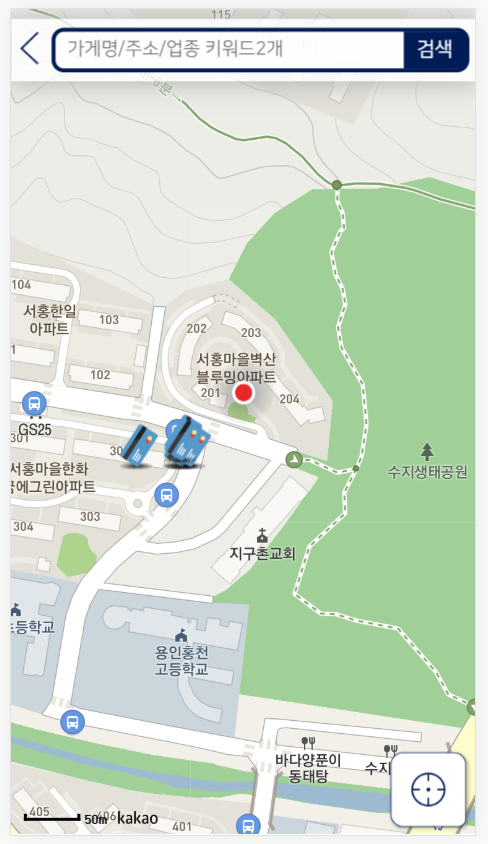 115
가게명/주소/업종 키워드2개
검색
104
서홍한일
아파트
103
102
202
203
서홍마을벽산
블루밍아파트
201
204
GS25
301
서홍마을한화
꿈에그린아파트
303
304
수지생태공원
지구촌교회
초등학교
용인홍천
고등학교
바다양푼이
동태탕
수지
405
406
401
50m
kakao